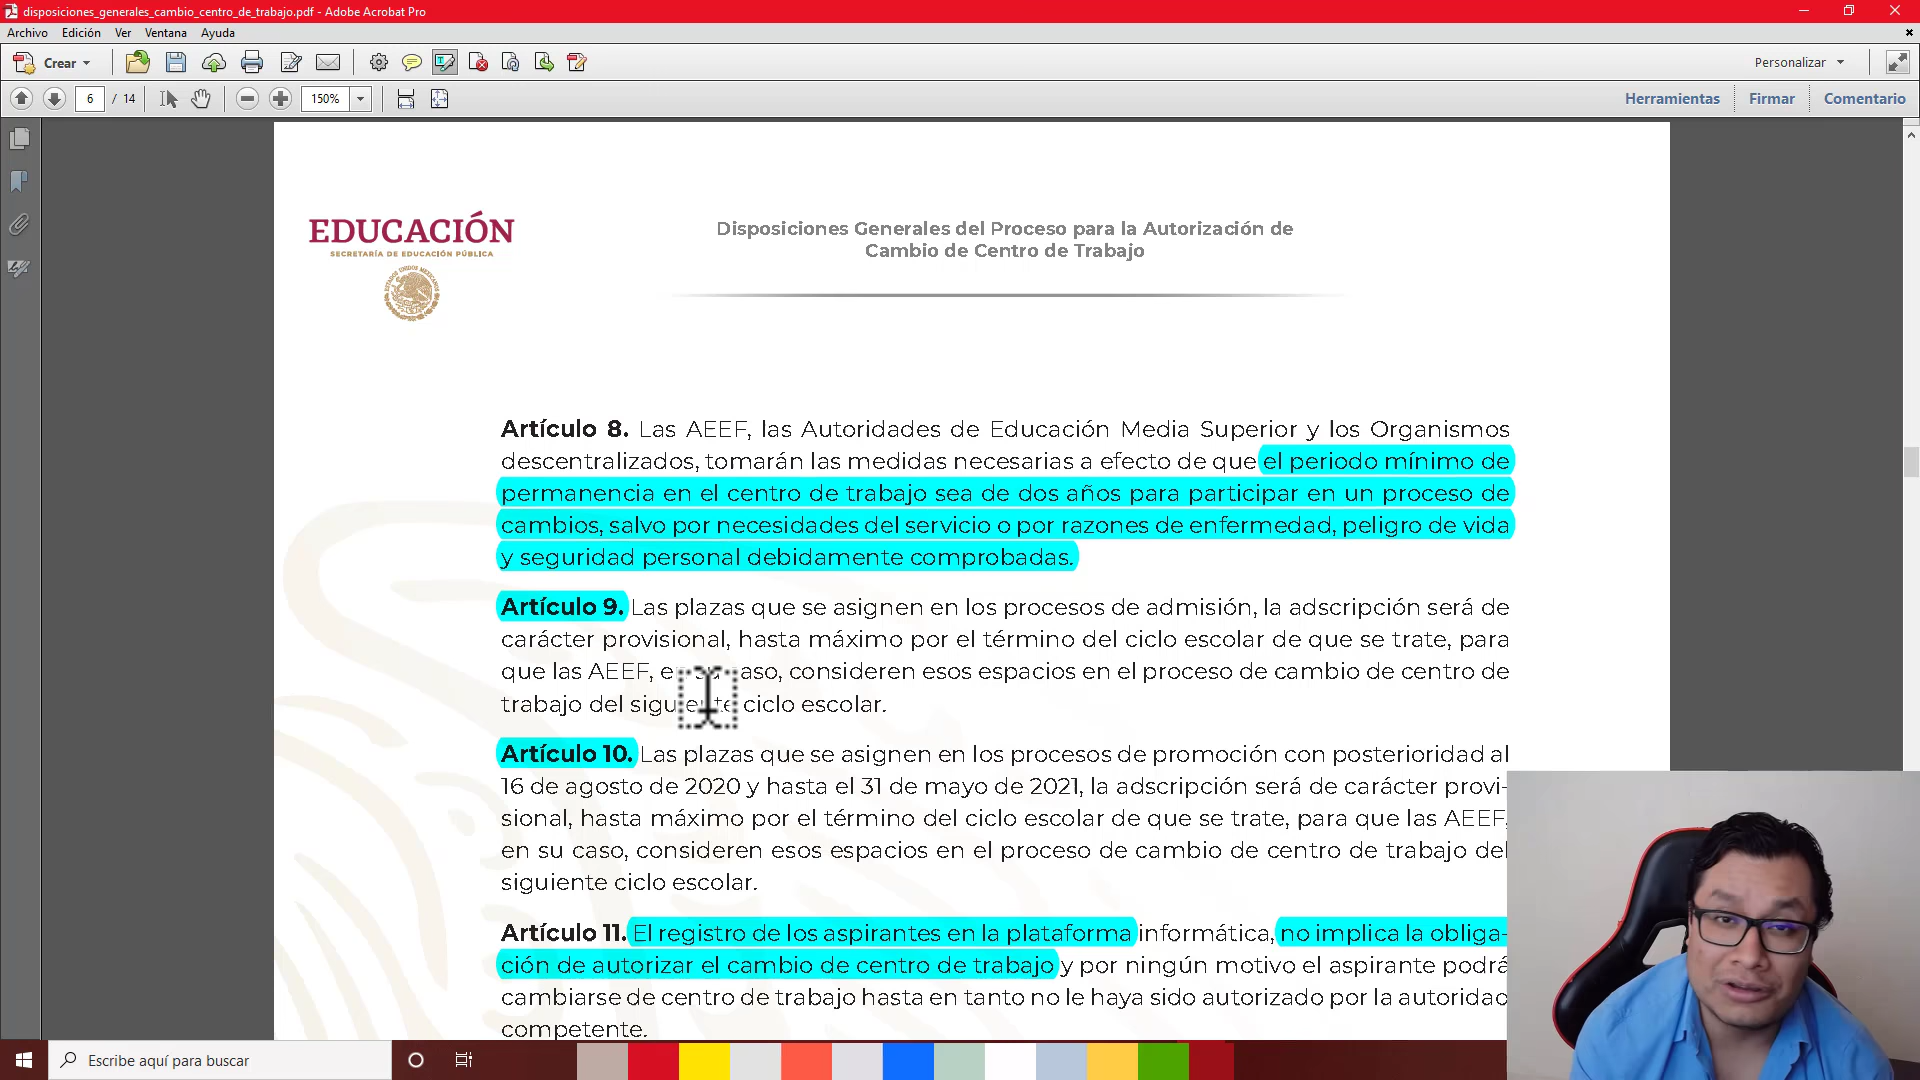 disposiciones_generales_cambio_centro_de_trabajo.pdf - Adobe Acrobat Pro
Archivo Edición Ver Ventana Ayuda
Crear
Personalizar
6 / 14
150%
Herramientas Firmar Comentario
EDUCACIÓN
SECRETARÍA DE EDUCACIÓN PÚBLICA
Disposiciones Generales del Proceso para la Autorización de
Cambio de Centro de Trabajo
Artículo 8. Las AEEF, las Autoridades de Educación Media Superior y los Organismos
descentralizados, tomarán las medidas necesarias a efecto de que el periodo mínimo de
permanencia en el centro de trabajo sea de dos años para participar en un proceso de
cambios, salvo por necesidades del servicio o por razones de enfermedad, peligro de vida
y seguridad personal debidamente comprobadas.
Artículo 9. Las plazas que se asignen en los procesos de admisión, la adscripción será de
carácter provisional, hasta máximo por el término del ciclo escolar de que se trate, para
que las AEEF, en su caso, consideren esos espacios en el proceso de cambio de centro de
trabajo del siguiente ciclo escolar.
Artículo 10. Las plazas que se asignen en los procesos de promoción con posterioridad al
16 de agosto de 2020 y hasta el 31 de mayo de 2021, la adscripción será de carácter provi-
sional, hasta máximo por el término del ciclo escolar de que se trate, para que las AEEF,
en su caso, consideren esos espacios en el proceso de cambio de centro de trabajo del
siguiente ciclo escolar.
Artículo 11. El registro de los aspirantes en la plataforma informática, no implica la obliga-
ción de autorizar el cambio de centro de trabajo y por ningún motivo el aspirante podrá
cambiarse de centro de trabajo hasta en tanto no le haya sido autorizado por la autoridad
competente.
Escribe aquí para buscar